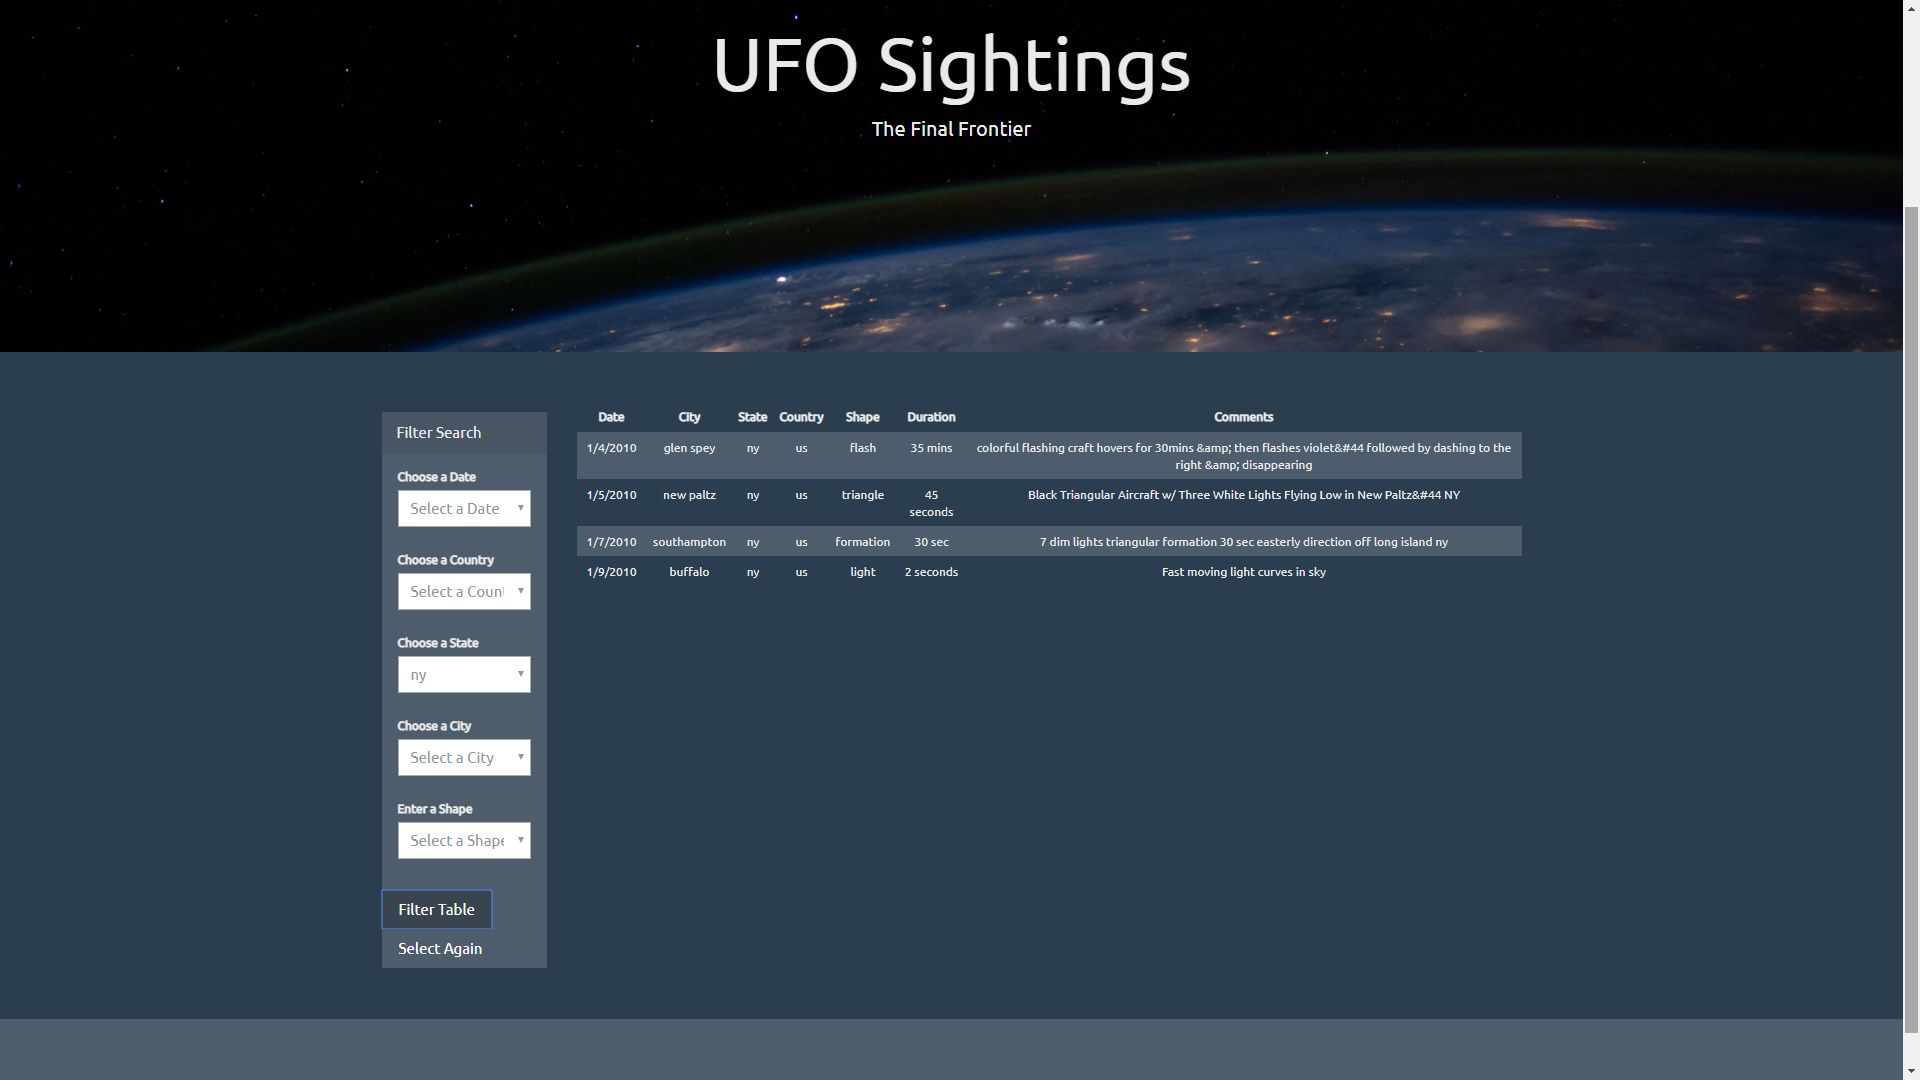 UFO Sightings
The Final Frontier
Filter Search
Choose a Date
Select a Date
Choose a Country
Select a Coun
Choose a State
ny
Choose a City
Select a City
Enter a Shape
Select a Shape
Filter Table
Select Again
Date City State Country Shape Duration Comments
1/4/2010 glen spey ny us flash 35 mins colorful flashing craft hovers for 30mins &amp; then flashes violet&#44 followed by dashing to the
right &amp; disappearing
1/5/2010 new paltz ny us triangle 45 Black Triangular Aircraft w/ Three White Lights Flying Low in New Paltz&#44 NY
seconds
1/7/2010 southampton ny us formation 30 sec 7 dim lights triangular formation 30 sec easterly direction off long island ny
1/9/2010 buffalo ny us light 2 seconds Fast moving light curves in sky